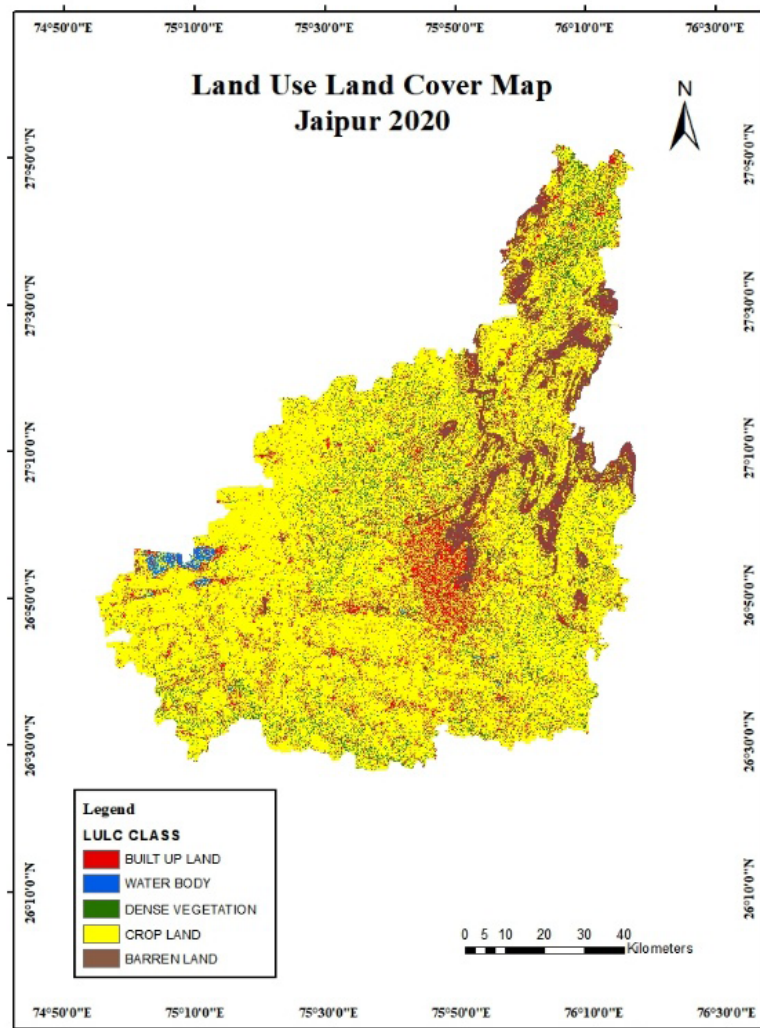 74°50'0"E 75°10'0"E 75°30'0"E 75°50'0"E 76°10'0"E 76°30'0"E
Land Use Land Cover Map
Jaipur 2020
N
27°50'0"N 27°50'0"N
27°30'0"N 27°30'0"N
27°10'0"N 27°10'0"N
26°50'0"N 26°50'0"N
26°30'0"N 26°30'0"N
Legend
LULC CLASS
BUILT UP LAND
WATER BODY
DENSE VEGETATION
CROP LAND
BARREN LAND
26°10'0"N 26°10'0"N
0 5 10 20 30 40
Kilometers
74°50'0"E 75°10'0"E 75°30'0"E 75°50'0"E 76°10'0"E 76°30'0"E